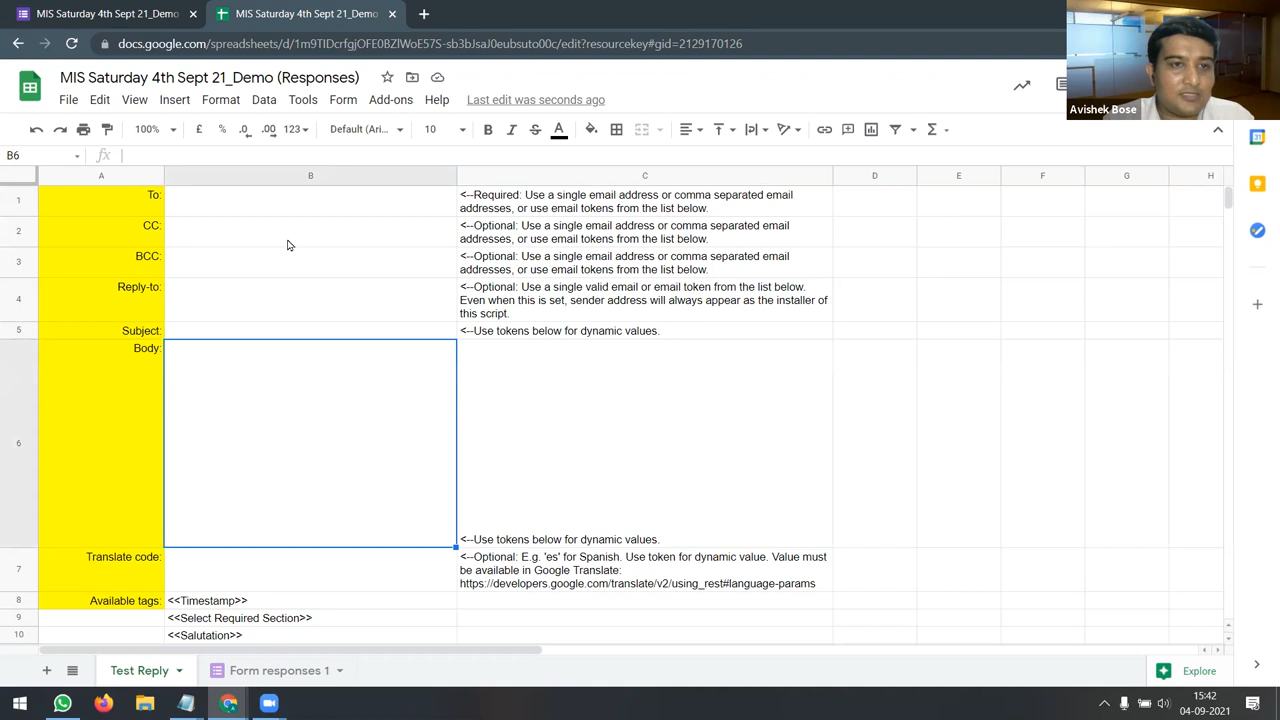 MIS Saturday 4th Sept 21_Demo
MIS Saturday 4th Sept 21_Demo
docs.google.com/spreadsheets/d/1m9TIDcrfgjOFE0BZlWoE57S-sb3bJsaJ0eubsuto00c/edit?resourcekey#gid=2129170126
MIS Saturday 4th Sept 21_Demo (Responses)
File Edit View Insert Format Data Tools Form Add-ons Help Last edit was seconds ago
100% £ % .0 .00 123 Default (Ari... 10 B I S A Σ
Avishek Bose
B6 fx
A B C D E F G H
1 To: <--Required: Use a single email address or comma separated email
addresses, or use email tokens from the list below.
2 CC: <--Optional: Use a single email address or comma separated email
addresses, or use email tokens from the list below.
3 BCC: <--Optional: Use a single email address or comma separated email
addresses, or use email tokens from the list below.
4 Reply-to: <--Optional: Use a single valid email or email token from the list below.
Even when this is set, sender address will always appear as the installer of
this script.
5 Subject: <--Use tokens below for dynamic values.
6 Body: <--Use tokens below for dynamic values.
7 Translate code: <--Optional: E.g. 'es' for Spanish. Use token for dynamic value. Value must
be available in Google Translate:
https://developers.google.com/translate/v2/using_rest#language-params
8 Available tags: <<Timestamp>>
9 <<Select Required Section>>
10 <<Salutation>>
Test Reply Form responses 1 Explore
15:42
04-09-2021